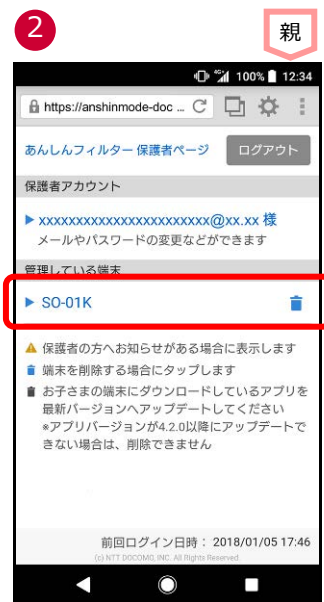 2
親
100% 12:34
https://anshinmode-doc ...
あんしんフィルター 保護者ページ
ログアウト
保護者アカウント
xxxxxxxxxxxxxxxxxxxxxxx@xx.xx 様
メールやパスワードの変更などができます
管理している端末
SO-01K
保護者の方へお知らせがある場合に表示します
端末を削除する場合にタップします
お子さまの端末にダウンロードしているアプリを
最新バージョンへアップデートしてください
※アプリバージョンが4.2.0以降にアップデートで
きない場合は、削除できません
前回ログイン日時： 2018/01/05 17:46
(c) NTT DOCOMO, INC. All Rights Reserved